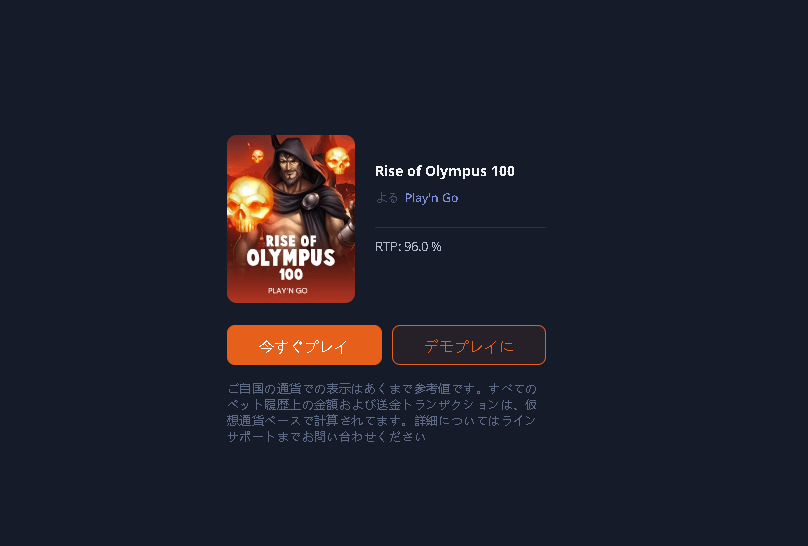 RISE OF
OLYMPUS
100
PLAY'N GO
Rise of Olympus 100
よる Play'n Go
RTP: 96.0 %
今すぐプレイ
デモプレイに
ご自国の通貨での表示はあくまで参考値です。すべての
ベット履歴上の金額および送金トランザクションは、仮
想通貨ベースで計算されてます。詳細についてはライン
サポートまでお問い合わせください